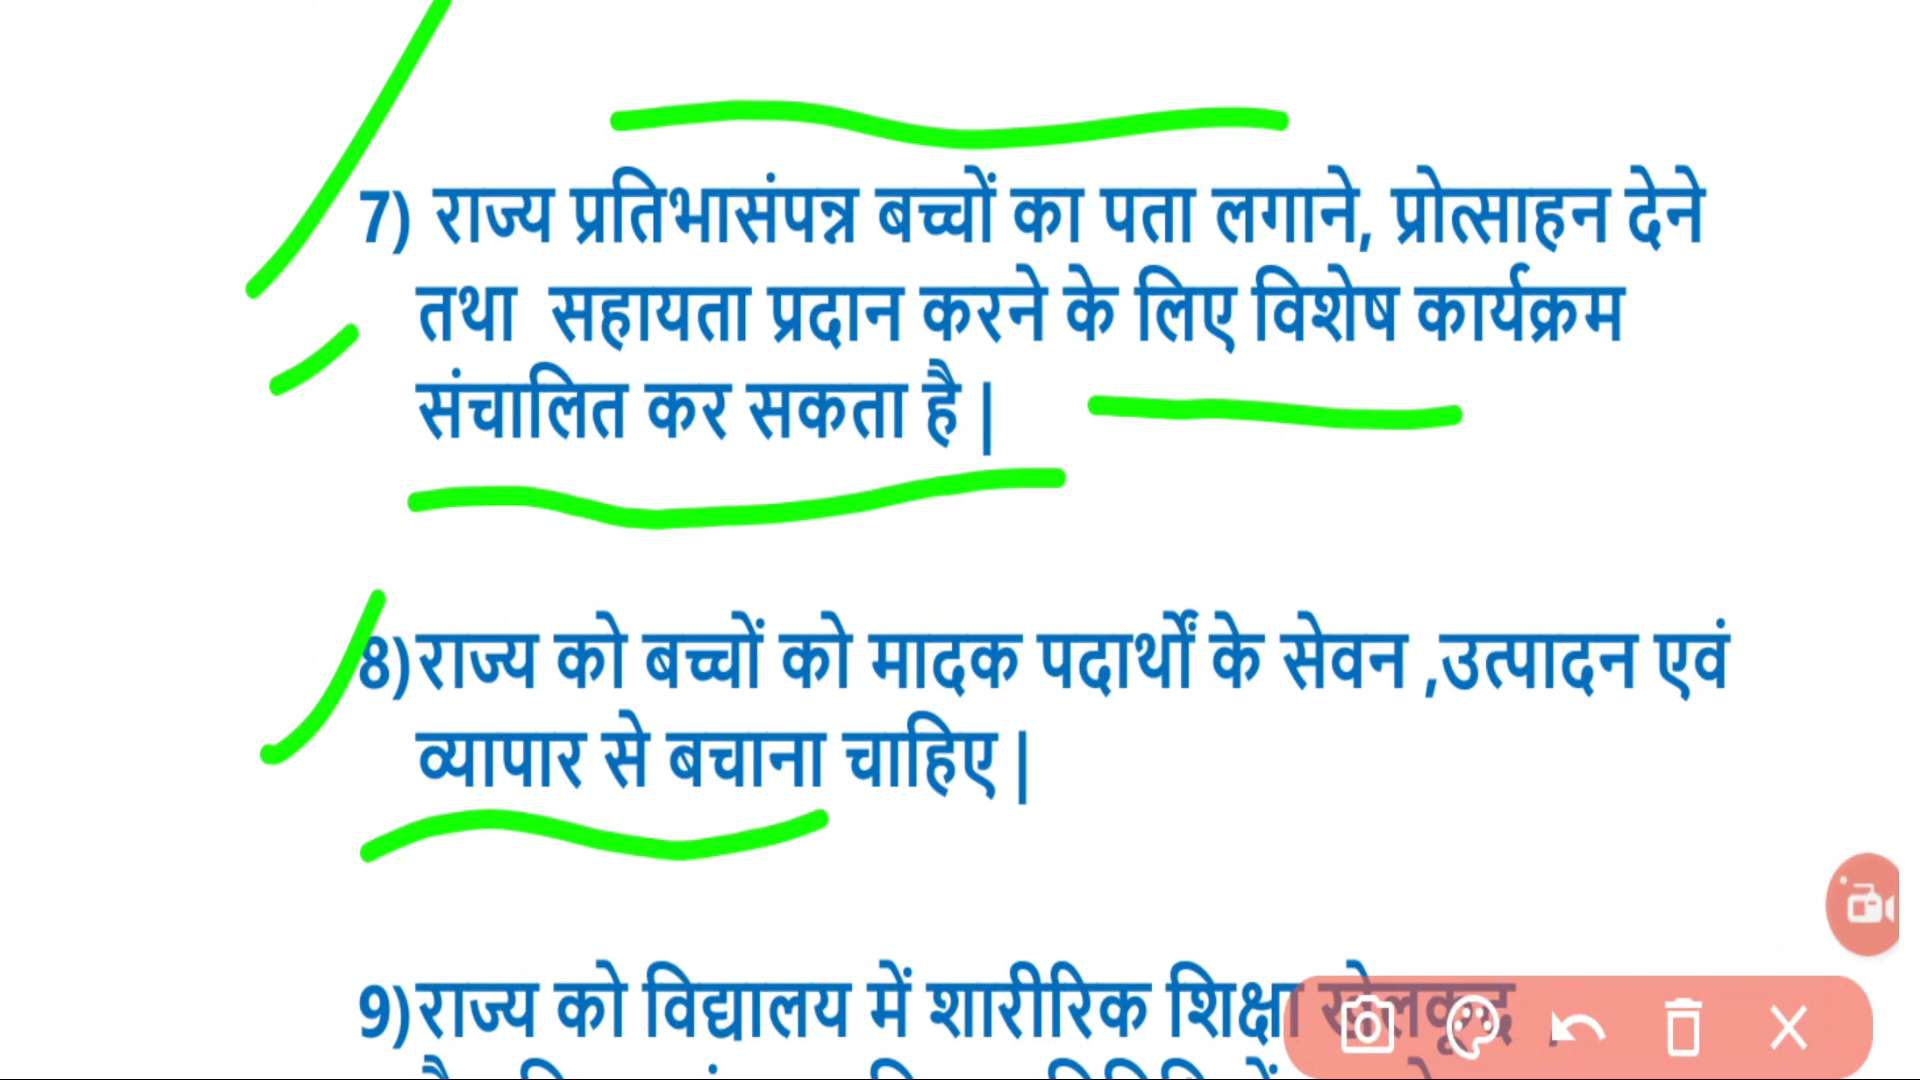 7) राज्य प्रतिभासंपन्न बच्चों का पता लगाने, प्रोत्साहन देने
तथा सहायता प्रदान करने के लिए विशेष कार्यक्रम
संचालित कर सकता है |
8)राज्य को बच्चों को मादक पदार्थों के सेवन ,उत्पादन एवं
व्यापार से बचाना चाहिए |
9)राज्य को विद्यालय में शारीरिक शिक्षा खेलकूद ,